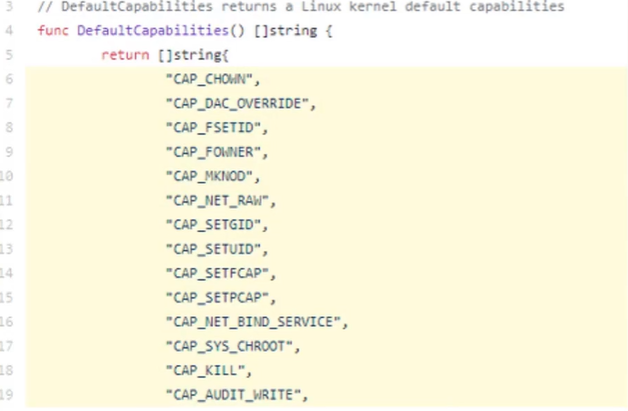 3 // DefaultCapabilities returns a Linux kernel default capabilities
4 func DefaultCapabilities() []string {
5 return []string{
6 "CAP_CHOWN",
7 "CAP_DAC_OVERRIDE",
8 "CAP_FSETID",
9 "CAP_FOWNER",
10 "CAP_MKNOD",
11 "CAP_NET_RAW",
12 "CAP_SETGID",
13 "CAP_SETUID",
14 "CAP_SETFCAP",
15 "CAP_SETPCAP",
16 "CAP_NET_BIND_SERVICE",
17 "CAP_SYS_CHROOT",
18 "CAP_KILL",
19 "CAP_AUDIT_WRITE",